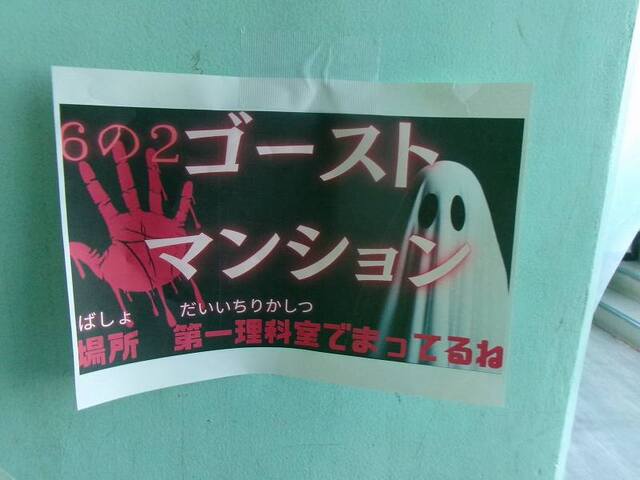 6の2
ゴースト
マンション
ばしょ
だいいちりかしつ
場所 第一理科室でまってるね